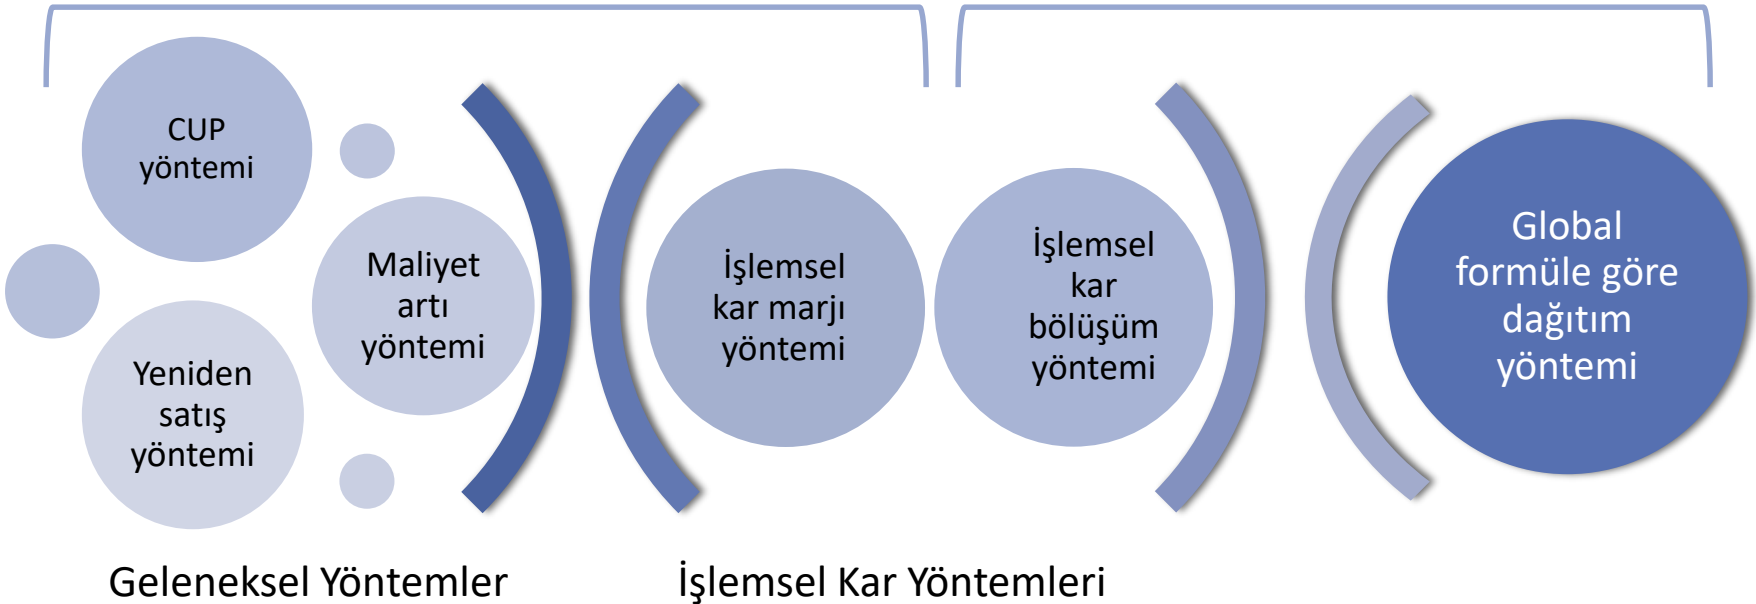 CUP
yöntemi
Maliyet
artı
yöntemi
Yeniden
satış
yöntemi
İşlemsel
kar marjı
yöntemi
İşlemsel
kar
bölüşüm
yöntemi
Global
formüle göre
dağıtım
yöntemi
Geleneksel Yöntemler
İşlemsel Kar Yöntemleri